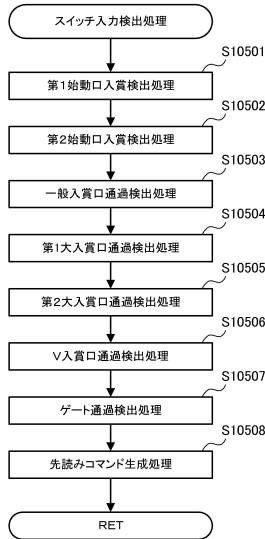 スイッチ入力検出処理
S10501
第1始動口入賞検出処理
S10502
第2始動口入賞検出処理
S10503
一般入賞口通過検出処理
S10504
第1大入賞口通過検出処理
S10505
第2大入賞口通過検出処理
S10506
V入賞口通過検出処理
S10507
ゲート通過検出処理
S10508
先読みコマンド生成処理
RET